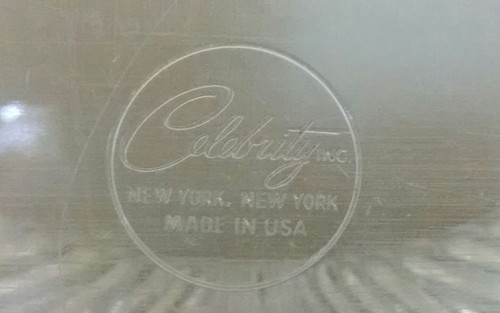 Celebrity INC.
NEW YORK, NEW YORK
MADE IN USA